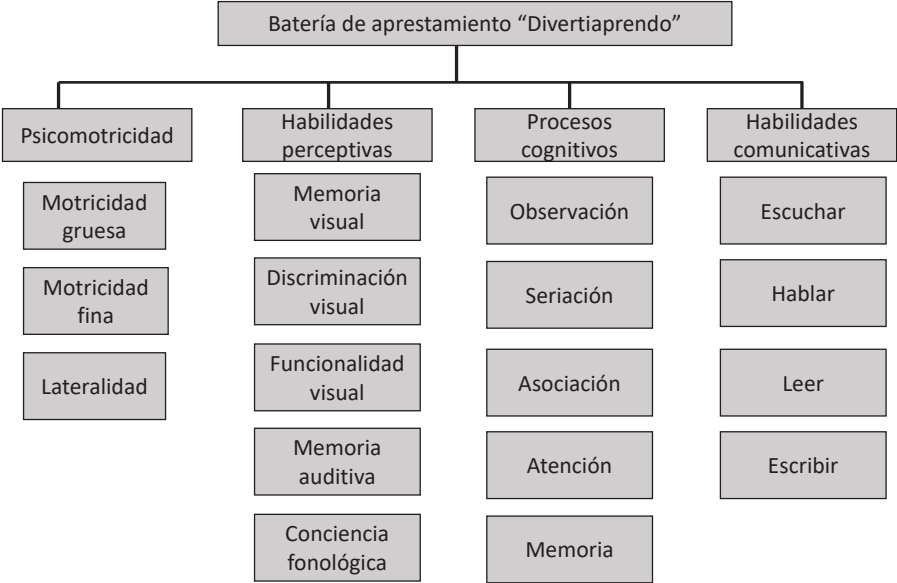 Batería de aprestamiento “Divertiaprendo”
Psicomotricidad
Habilidades
perceptivas
Procesos
cognitivos
Habilidades
comunicativas
Motricidad
gruesa
Motricidad
fina
Lateralidad
Memoria
visual
Discriminación
visual
Funcionalidad
visual
Memoria
auditiva
Conciencia
fonológica
Observación
Seriación
Asociación
Atención
Memoria
Escuchar
Hablar
Leer
Escribir